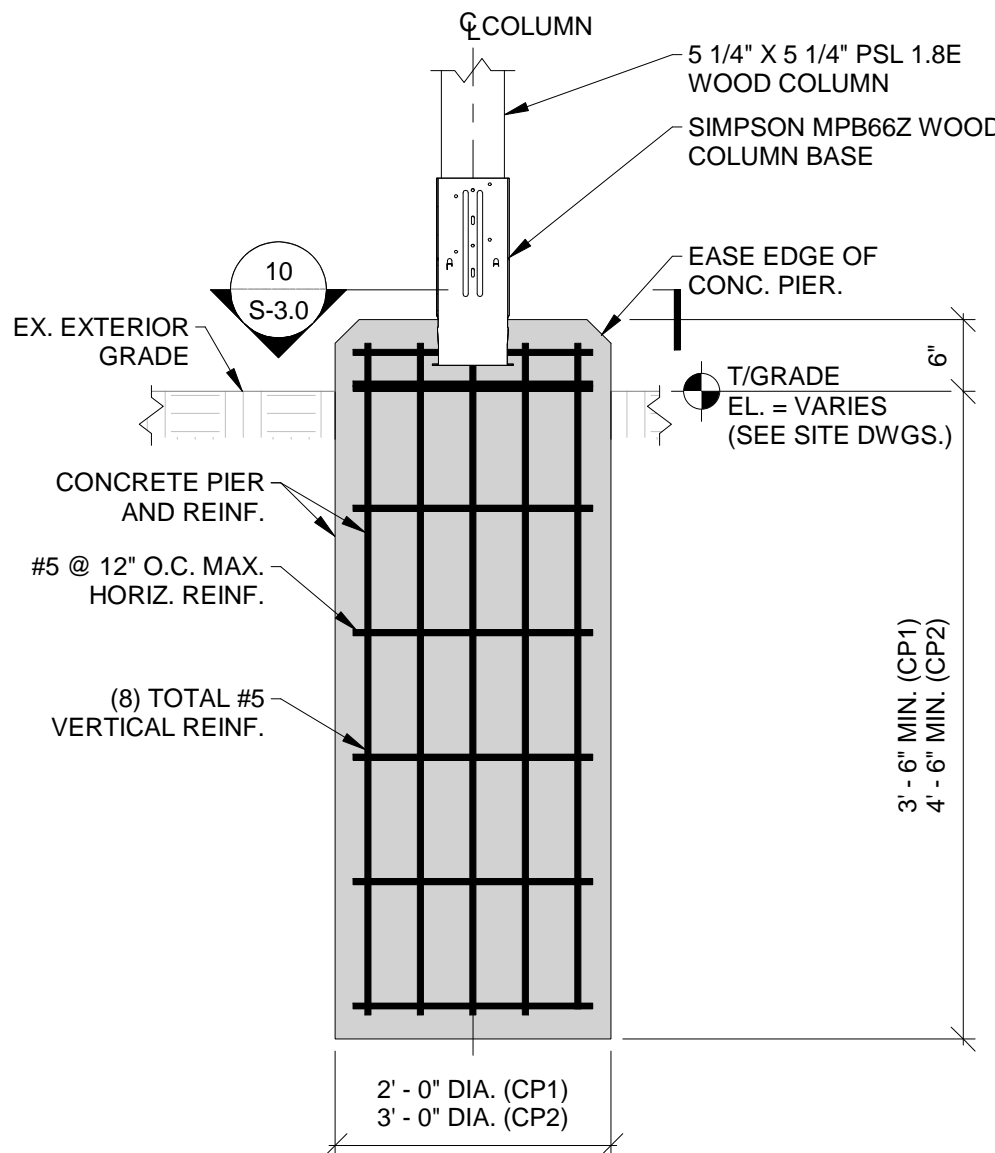 ℄ COLUMN
5 1/4" X 5 1/4" PSL 1.8E
WOOD COLUMN
SIMPSON MPB66Z WOOD
COLUMN BASE
10
S-3.0
EASE EDGE OF
CONC. PIER.
EX. EXTERIOR
GRADE
6"
T/GRADE
EL. = VARIES
(SEE SITE DWGS.)
CONCRETE PIER
AND REINF.
#5 @ 12" O.C. MAX.
HORIZ. REINF.
(8) TOTAL #5
VERTICAL REINF.
3' - 6" MIN. (CP1)
4' - 6" MIN. (CP2)
2' - 0" DIA. (CP1)
3' - 0" DIA. (CP2)